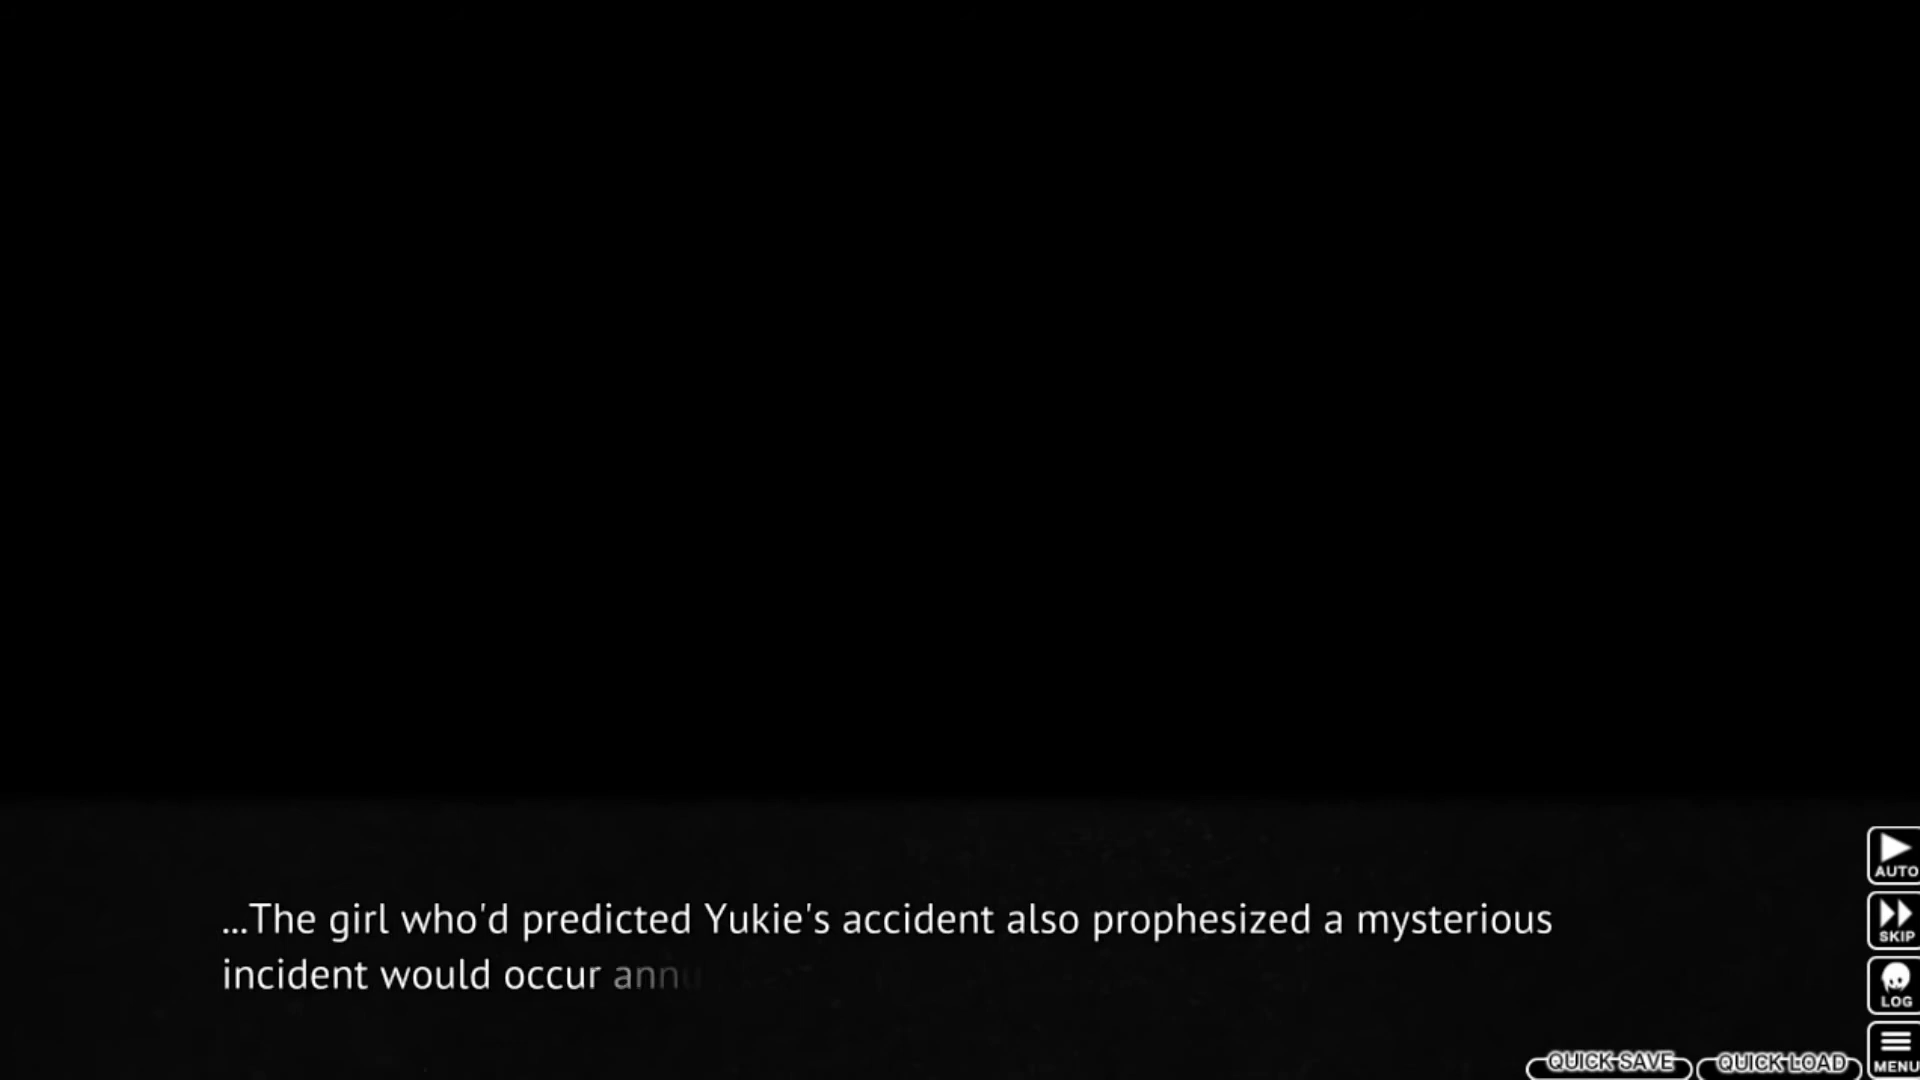 ...The girl who'd predicted Yukie's accident also prophesized a mysterious
incident would occur annu
AUTO
SKIP
LOG
MENU
QUICK SAVE
QUICK LOAD